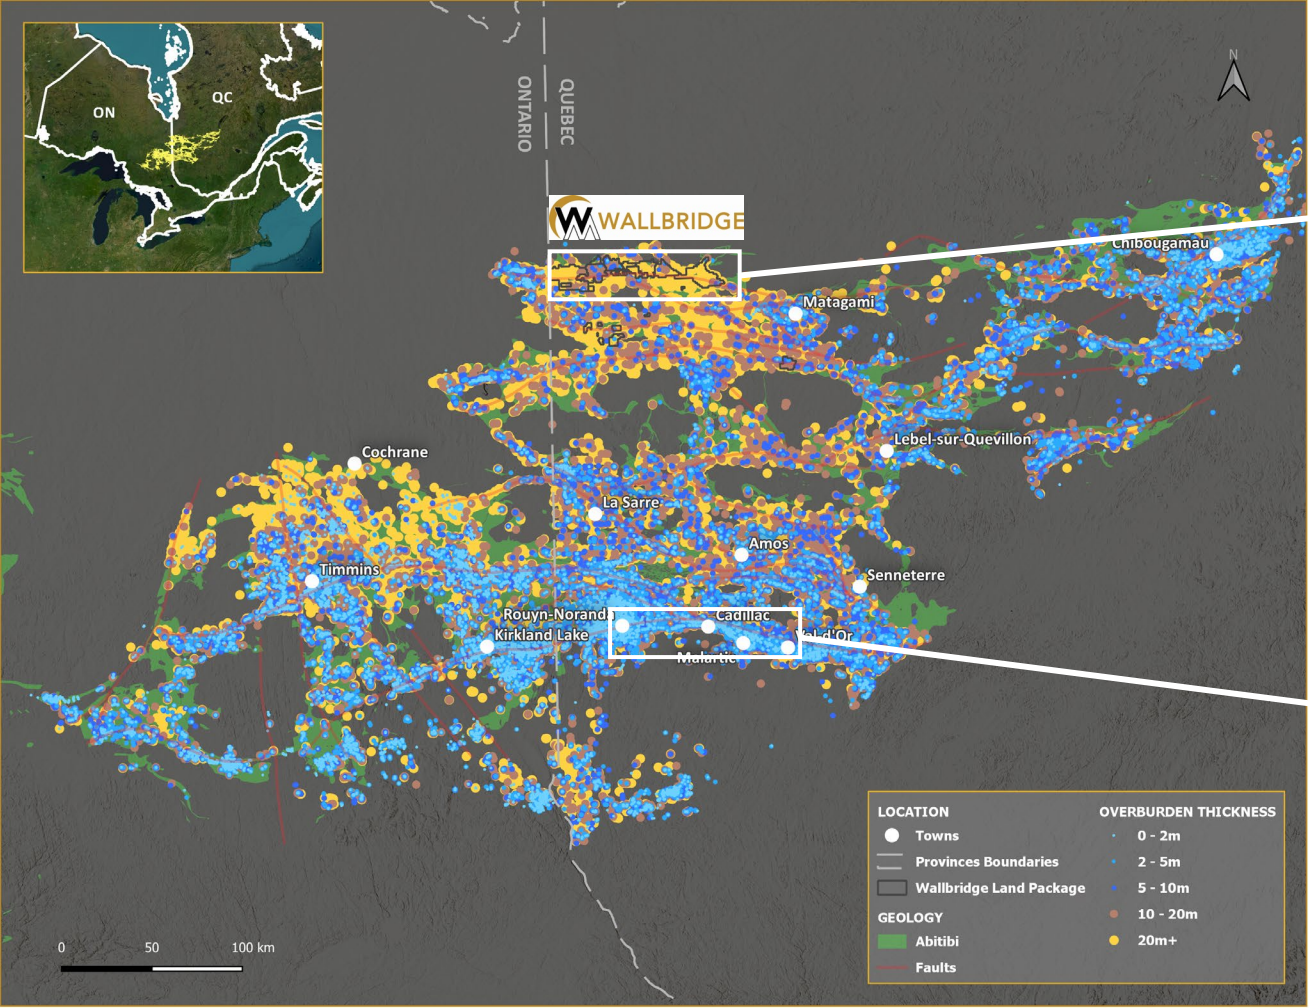 ON
QC
N
ONTARIO
QUEBEC
WALLBRIDGE
Chibougamau
Matagami
Lebel-sur-Quevillon
Cochrane
La Sarre
Amos
Timmins
Senneterre
Rouyn-Noranda
Cadillac
Kirkland Lake
Val-d'Or
Malartic
LOCATION
Towns
Provinces Boundaries
Wallbridge Land Package
GEOLOGY
Abitibi
Faults
OVERBURDEN THICKNESS
0 - 2m
2 - 5m
5 - 10m
10 - 20m
20m+
0 50 100 km